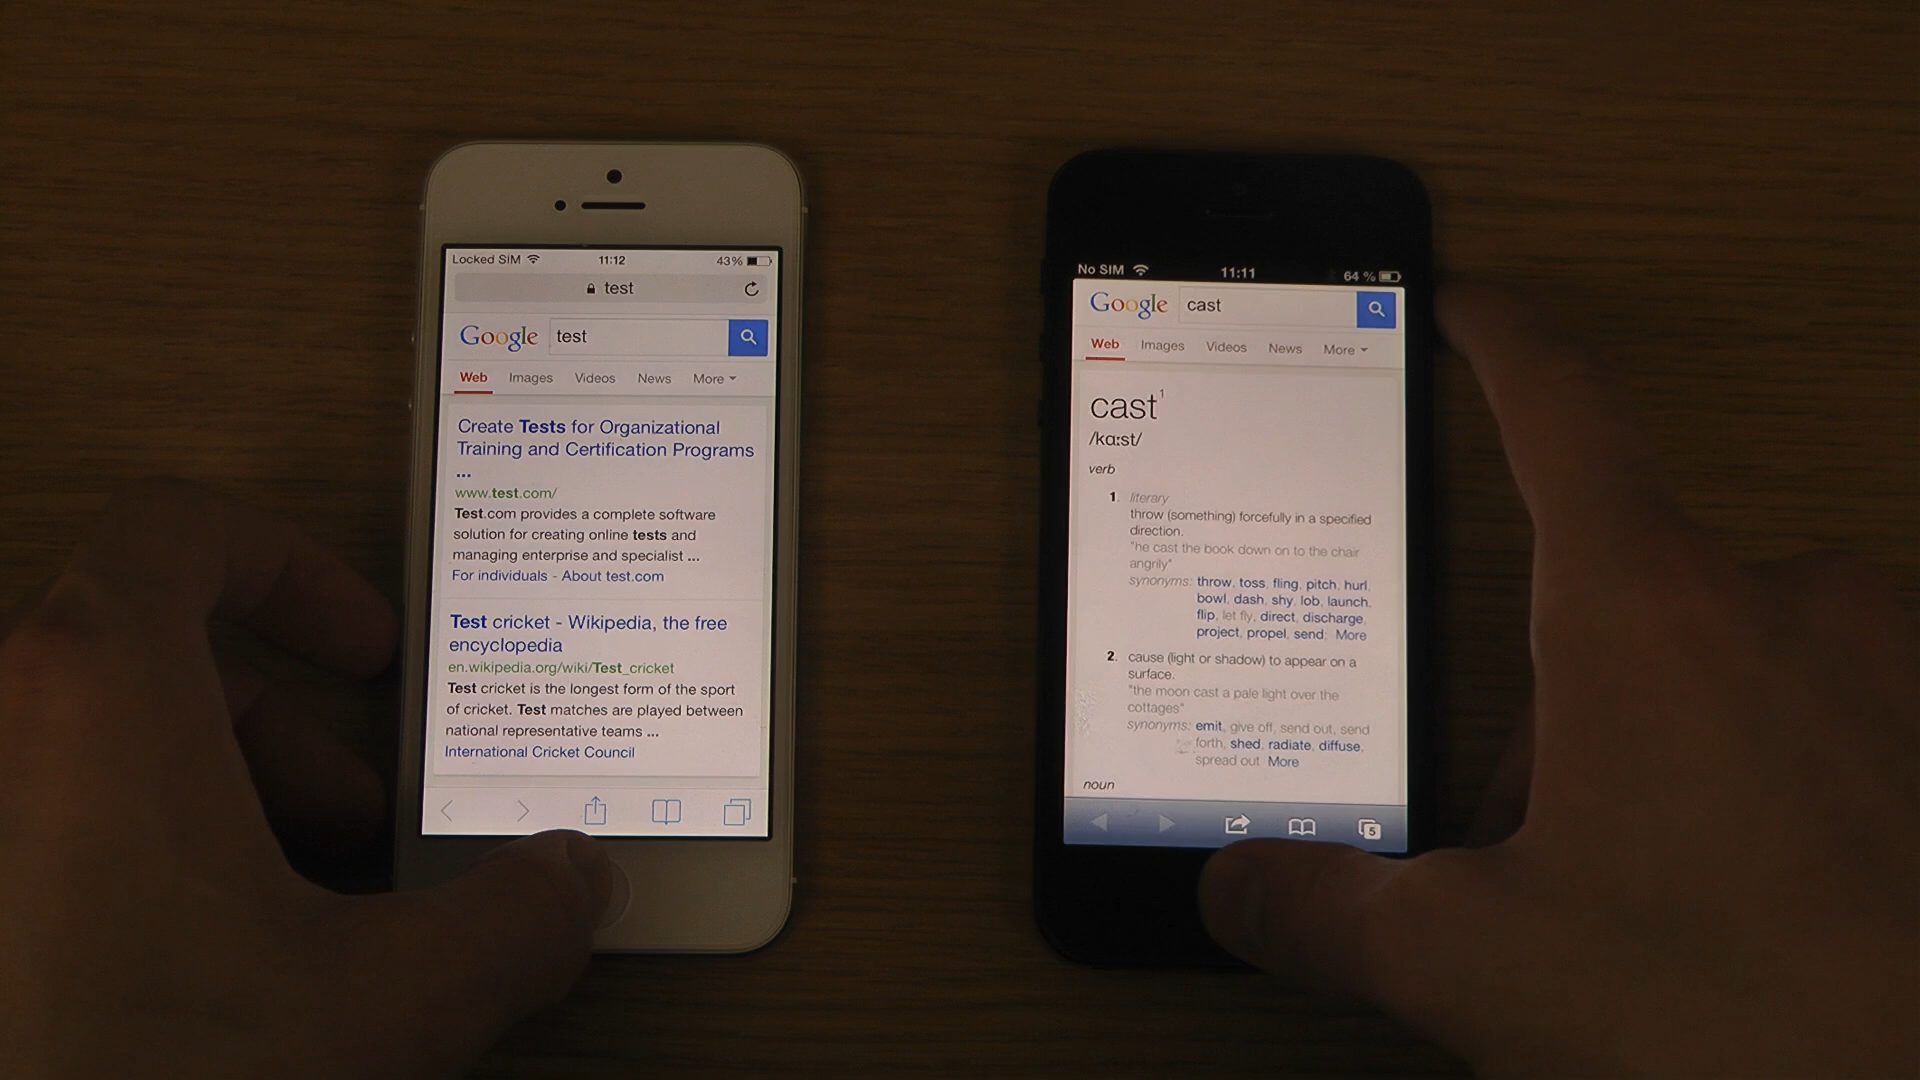 Locked SIM 11:12 43%
test
Google test
Web Images Videos News More
Create Tests for Organizational
Training and Certification Programs
...
www.test.com/
Test.com provides a complete software
solution for creating online tests and
managing enterprise and specialist ...
For individuals - About test.com
Test cricket - Wikipedia, the free
encyclopedia
en.wikipedia.org/wiki/Test_cricket
Test cricket is the longest form of the sport
of cricket. Test matches are played between
national representative teams ...
International Cricket Council
No SIM 11:11 64 %
Google cast
Web Images Videos News More
cast1
/kɑːst/
verb
1. literary
throw (something) forcefully in a specified
direction.
"he cast the book down on to the chair
angrily"
synonyms: throw, toss, fling, pitch, hurl,
bowl, dash, shy, lob, launch,
flip, let fly, direct, discharge,
project, propel, send; More
2. cause (light or shadow) to appear on a
surface.
"the moon cast a pale light over the
cottages"
synonyms: emit, give off, send out, send
forth, shed, radiate, diffuse,
spread out More
noun
5